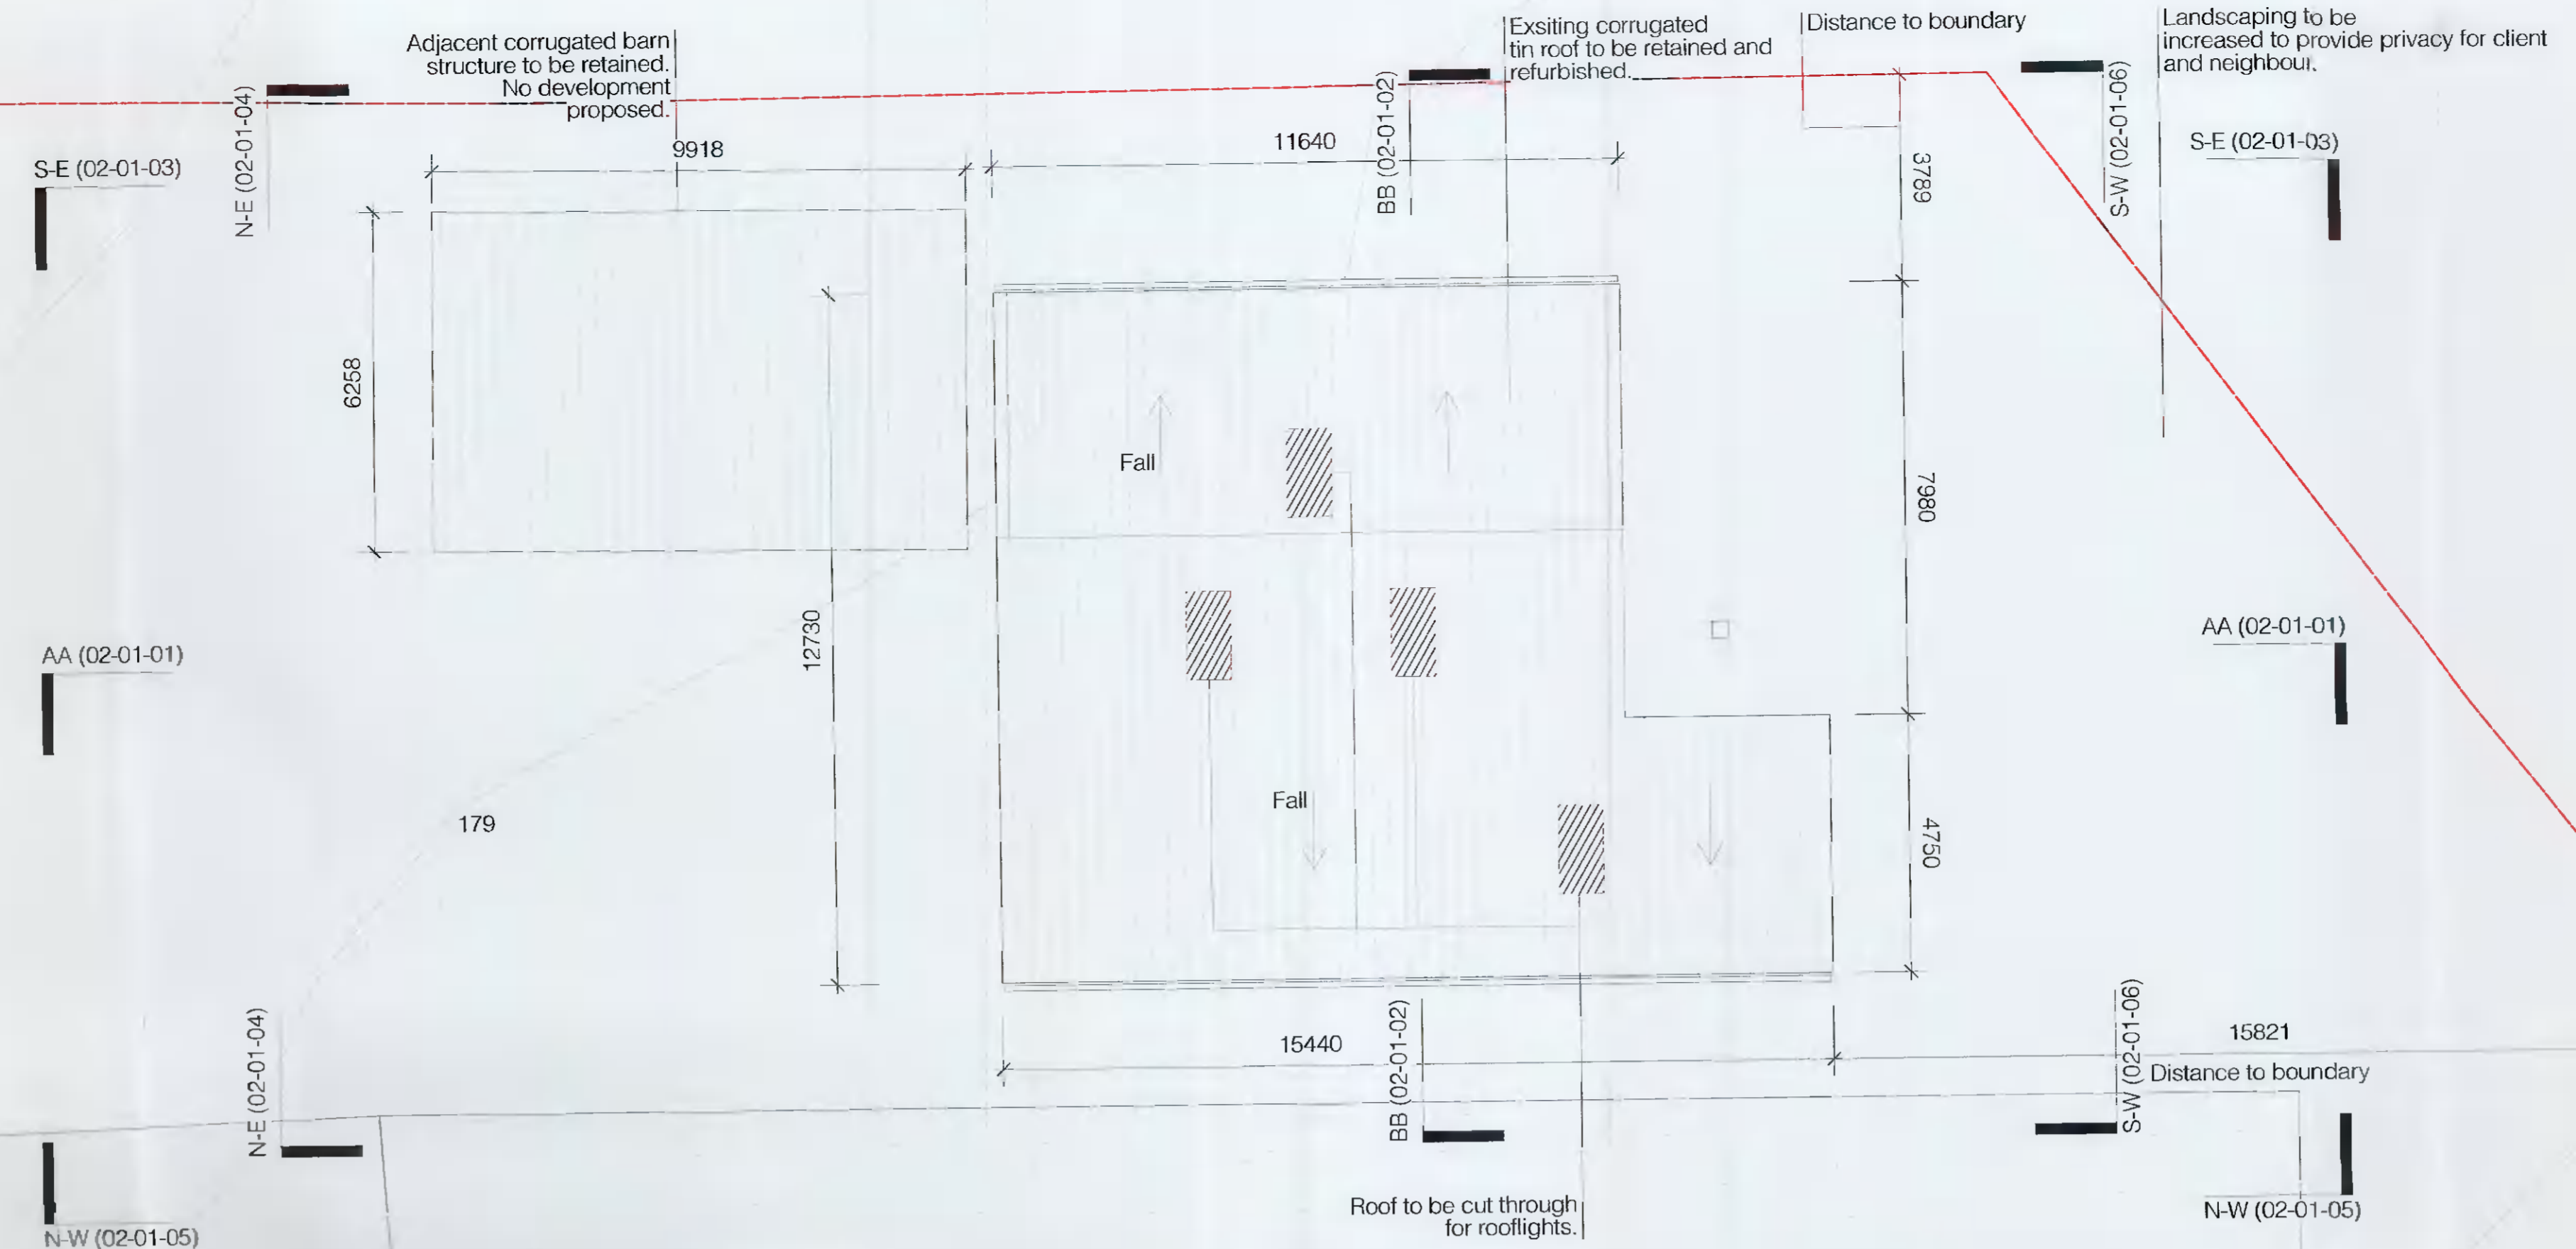 Adjacent corrugated barn
structure to be retained.
No development
proposed.
Exsiting corrugated
tin roof to be retained and
refurbished.
Distance to boundary
Landscaping to be
increased to provide privacy for client
and neighbour.
S-E (02-01-03)
N-E (02-01-04)
9918
11640
BB (02-01-02)
3789
S-W (02-01-06)
S-E (02-01-03)
6258
Fall
7980
12730
AA (02-01-01)
AA (02-01-01)
179
Fall
4750
N-E (02-01-04)
15440
BB (02-01-02)
S-W (02-01-06)
15821
Distance to boundary
Roof to be cut through
for rooflights.
N-W (02-01-05)
N-W (02-01-05)